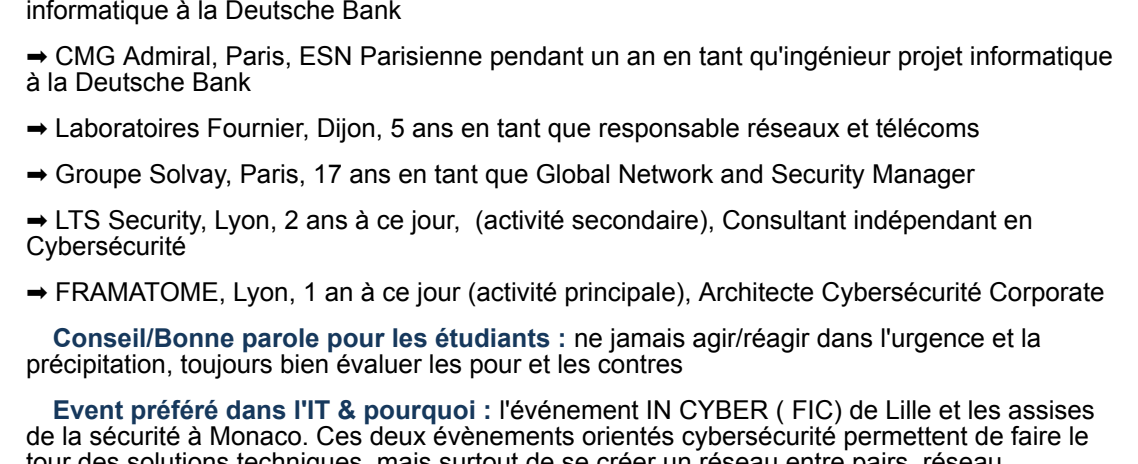 informatique à la Deutsche Bank
➡ CMG Admiral, Paris, ESN Parisienne pendant un an en tant qu'ingénieur projet informatique
à la Deutsche Bank
➡ Laboratoires Fournier, Dijon, 5 ans en tant que responsable réseaux et télécoms
➡ Groupe Solvay, Paris, 17 ans en tant que Global Network and Security Manager
➡ LTS Security, Lyon, 2 ans à ce jour,  (activité secondaire), Consultant indépendant en
Cybersécurité
➡ FRAMATOME, Lyon, 1 an à ce jour (activité principale), Architecte Cybersécurité Corporate
Conseil/Bonne parole pour les étudiants : ne jamais agir/réagir dans l'urgence et la
précipitation, toujours bien évaluer les pour et les contres
Event préféré dans l'IT & pourquoi : l'événement IN CYBER ( FIC) de Lille et les assises
de la sécurité à Monaco. Ces deux évènements orientés cybersécurité permettent de faire le
tour des solutions techniques, mais surtout de se créer un réseau entre pairs, réseau